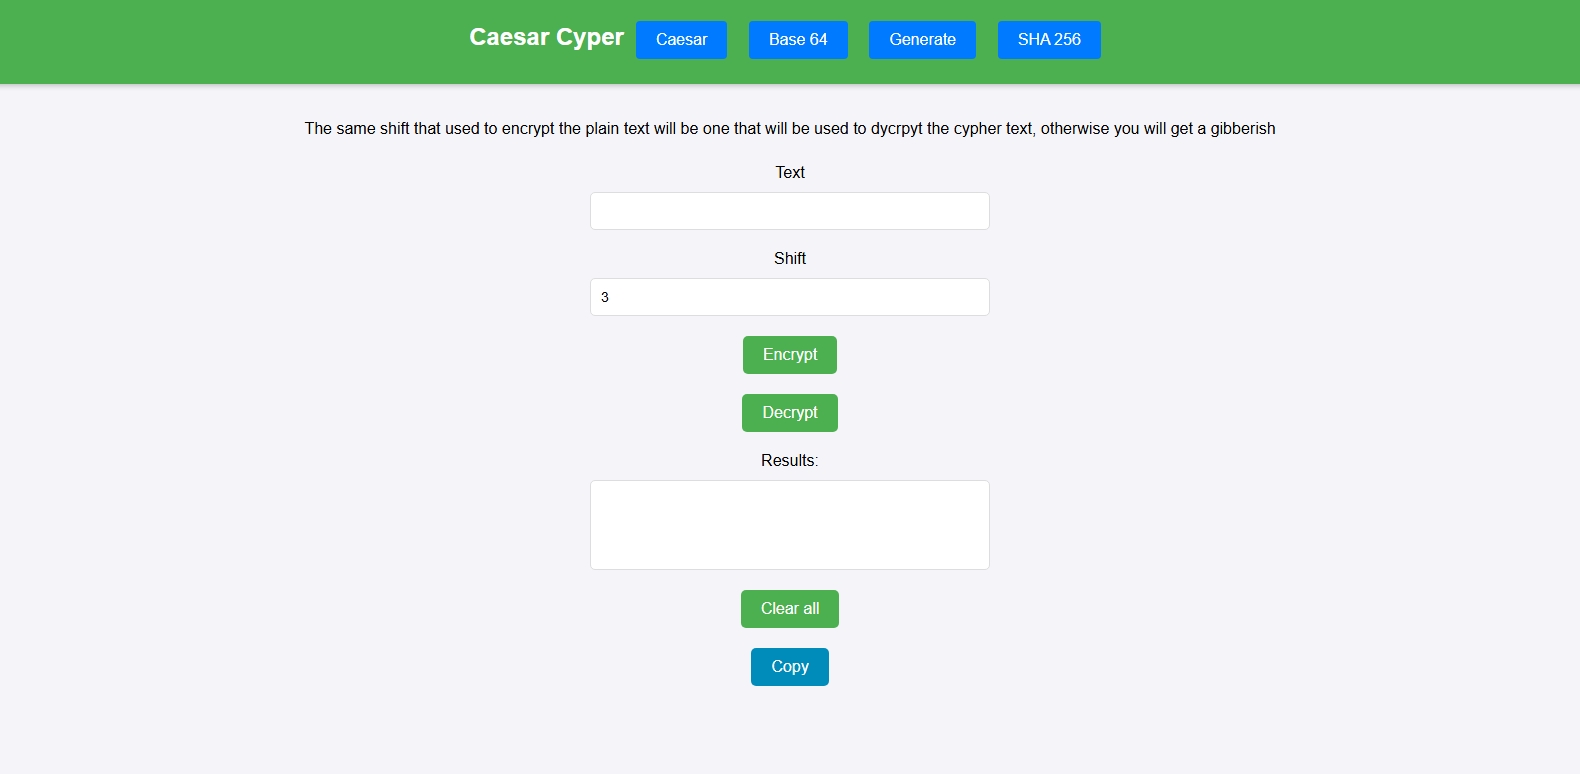 Caesar Cyper Caesar Base 64 Generate SHA 256
The same shift that used to encrypt the plain text will be one that will be used to dycrpyt the cypher text, otherwise you will get a gibberish
Text
Shift
3
Encrypt
Decrypt
Results:
Clear all
Copy